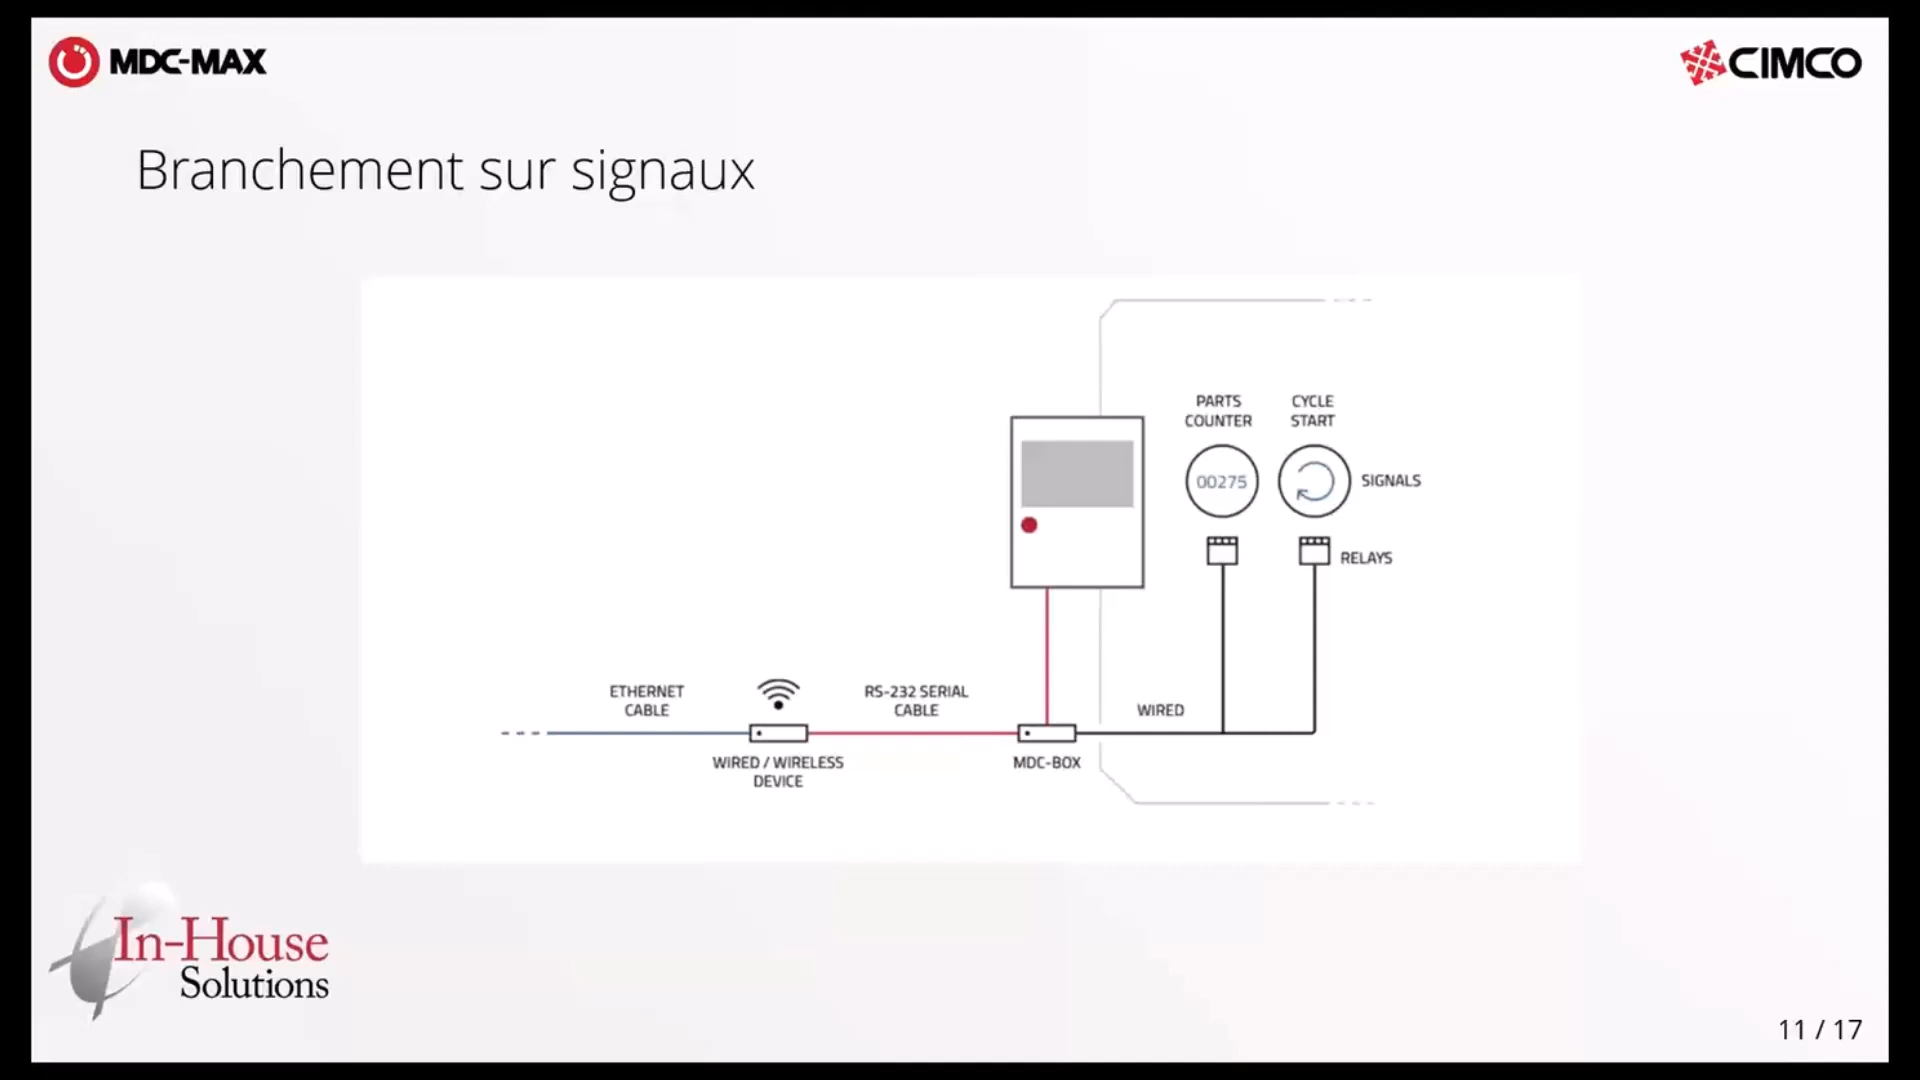 MDC-MAX
CIMCO
Branchement sur signaux
PARTS
COUNTER
CYCLE
START
00275
SIGNALS
RELAYS
ETHERNET
CABLE
RS-232 SERIAL
CABLE
WIRED
WIRED / WIRELESS
DEVICE
MDC-BOX
In-House
Solutions
11 / 17